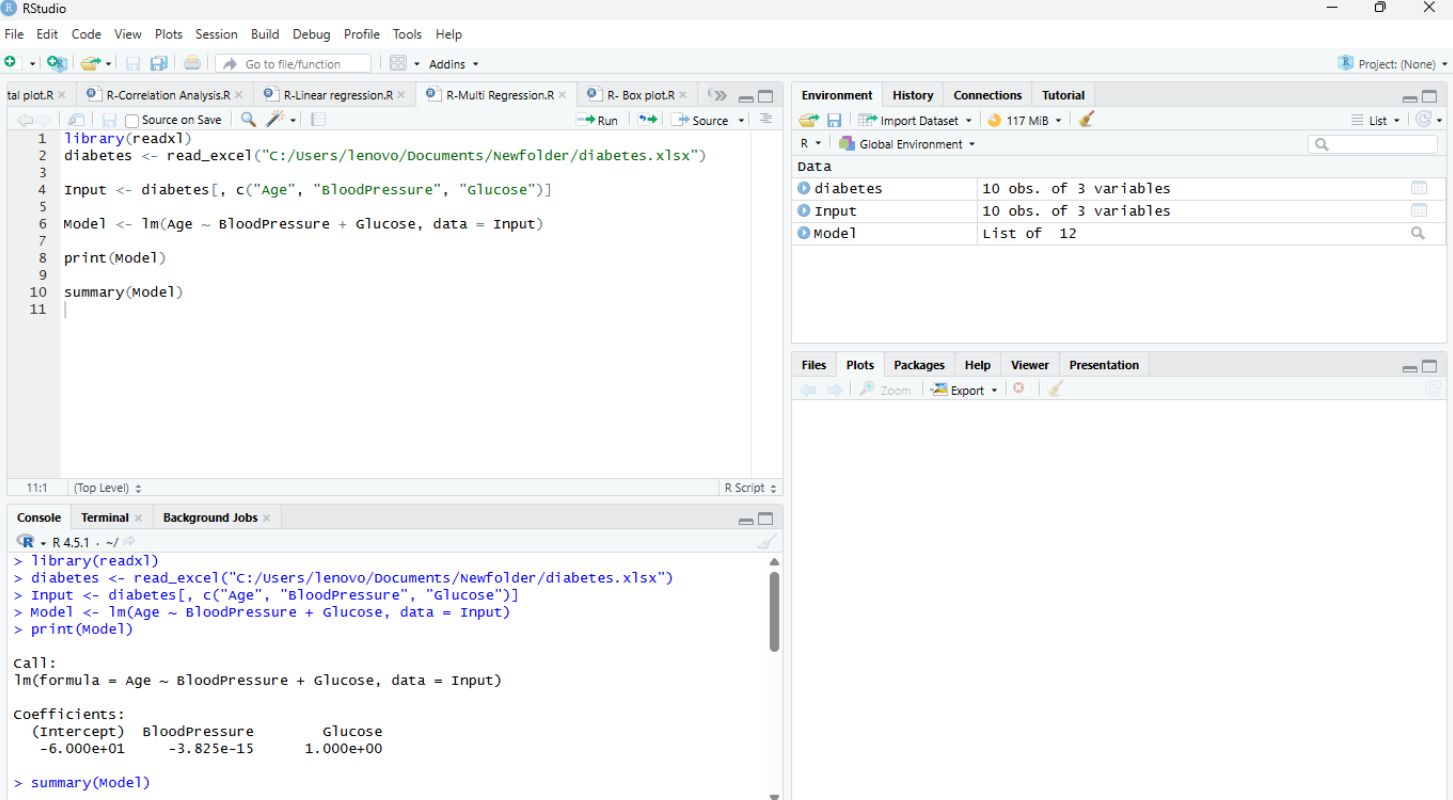 RStudio
File Edit Code View Plots Session Build Debug Profile Tools Help
Go to file/function Addins Project: (None)
tal plot.R R-Correlation Analysis.R R-Linear regression.R R-Multi Regression.R R- Box plot.R
Source on Save Run Source
1 library(readxl)
2 diabetes <- read_excel("C:/Users/lenovo/Documents/Newfolder/diabetes.xlsx")
3
4 Input <- diabetes[, c("Age", "BloodPressure", "Glucose")]
5
6 Model <- lm(Age ~ BloodPressure + Glucose, data = Input)
7
8 print(Model)
9
10 summary(Model)
11
11:1 (Top Level) R Script
Console Terminal Background Jobs
R R 4.5.1 · ~/
> library(readxl)
> diabetes <- read_excel("C:/Users/lenovo/Documents/Newfolder/diabetes.xlsx")
> Input <- diabetes[, c("Age", "BloodPressure", "Glucose")]
> Model <- lm(Age ~ BloodPressure + Glucose, data = Input)
> print(Model)
Call:
lm(formula = Age ~ BloodPressure + Glucose, data = Input)
Coefficients:
(Intercept) BloodPressure Glucose
-6.000e+01 -3.825e-15 1.000e+00
> summary(Model)
Environment History Connections Tutorial
Import Dataset 117 MiB List
R Global Environment
Data
diabetes 10 obs. of 3 variables
Input 10 obs. of 3 variables
Model List of 12
Files Plots Packages Help Viewer Presentation
Zoom Export